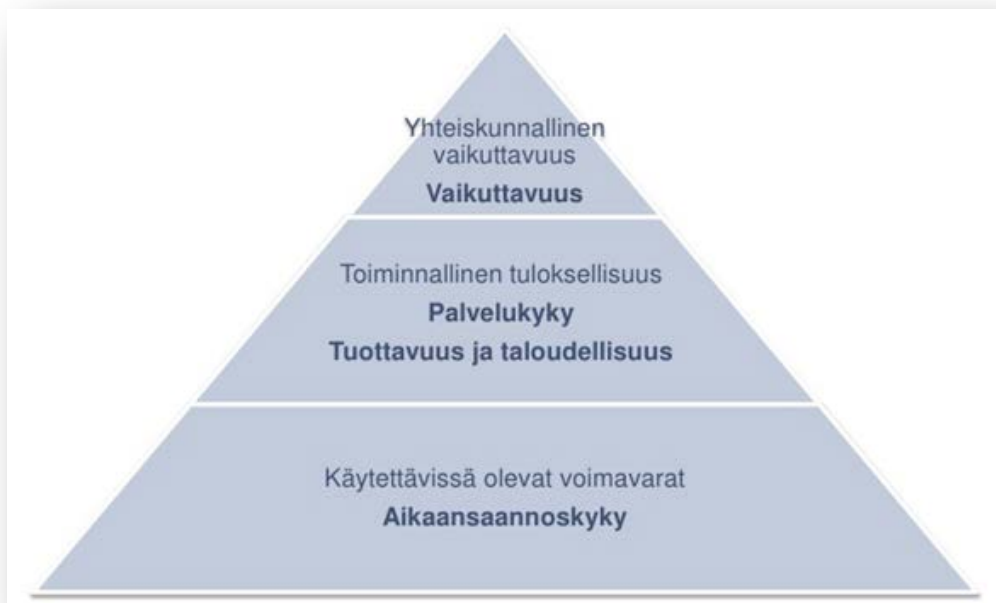 Yhteiskunnallinen
vaikuttavuus
Vaikuttavuus
Toiminnallinen tuloksellisuus
Palvelukyky
Tuottavuus ja taloudellisuus
Käytettävissä olevat voimavarat
Aikaansaannoskyky